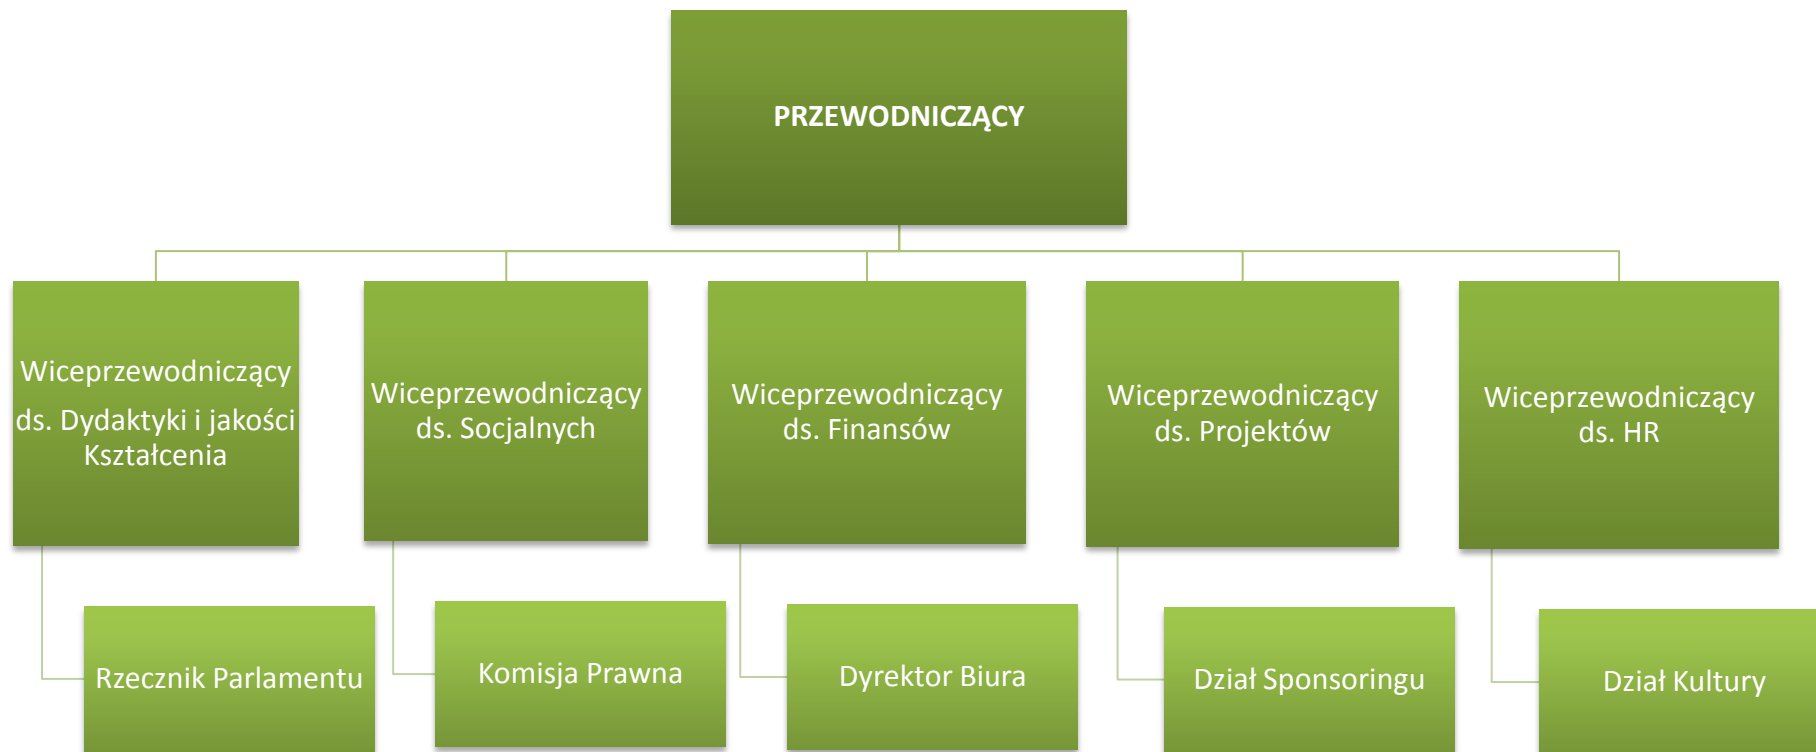 PRZEWODNICZĄCY
Wiceprzewodniczący
ds. Dydaktyki i jakości
Kształcenia
Wiceprzewodniczący
ds. Socjalnych
Wiceprzewodniczący
ds. Finansów
Wiceprzewodniczący
ds. Projektów
Wiceprzewodniczący
ds. HR
Rzecznik Parlamentu
Komisja Prawna
Dyrektor Biura
Dział Sponsoringu
Dział Kultury